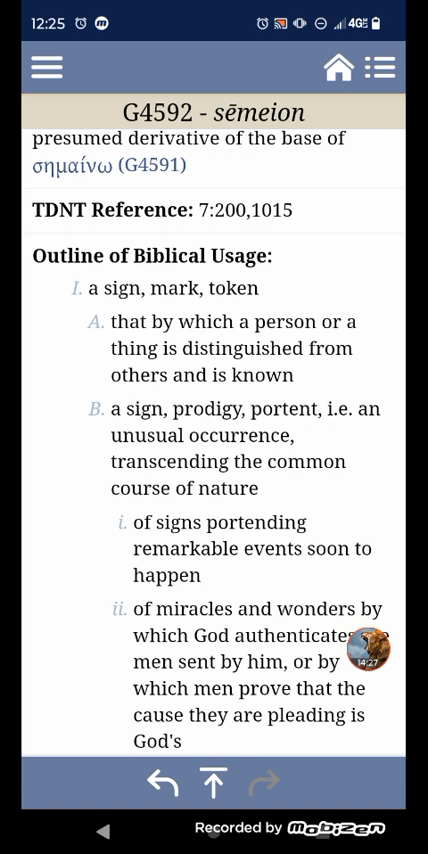 12:25
4G
G4592 - sēmeion
presumed derivative of the base of
σημαίνω (G4591)
TDNT Reference: 7:200,1015
Outline of Biblical Usage:
I. a sign, mark, token
A. that by which a person or a
thing is distinguished from
others and is known
B. a sign, prodigy, portent, i.e. an
unusual occurrence,
transcending the common
course of nature
i. of signs portending
remarkable events soon to
happen
ii. of miracles and wonders by
which God authenticates
men sent by him, or by
14:27
which men prove that the
cause they are pleading is
God's
Recorded by Mobizen